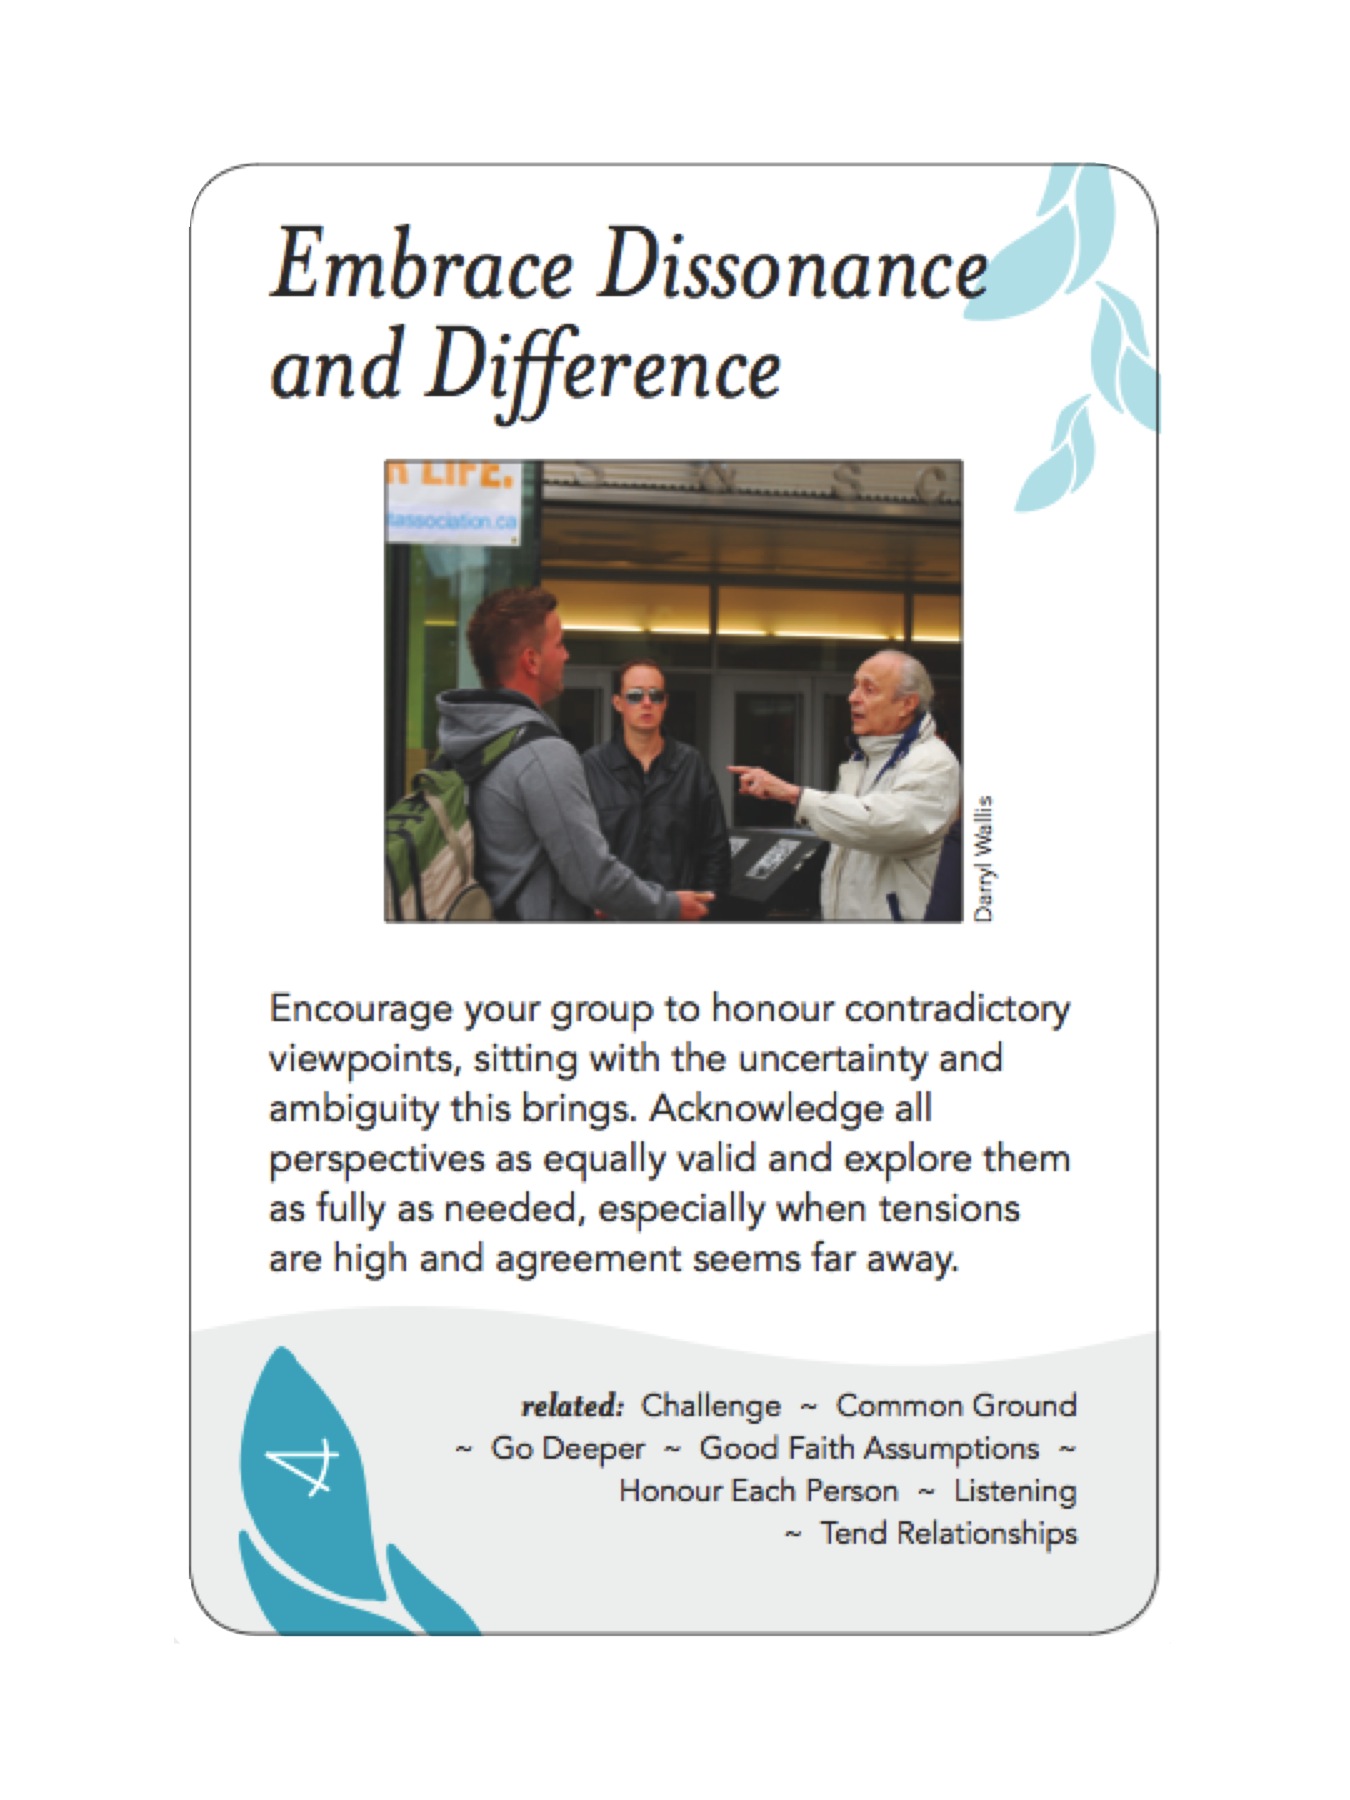 Embrace Dissonance
and Difference
R LIFE.
tassociation.ca
S & S C
Darryl Wallis
Encourage your group to honour contradictory
viewpoints, sitting with the uncertainty and
ambiguity this brings. Acknowledge all
perspectives as equally valid and explore them
as fully as needed, especially when tensions
are high and agreement seems far away.
related: Challenge ~ Common Ground
~ Go Deeper ~ Good Faith Assumptions ~
Honour Each Person ~ Listening
~ Tend Relationships